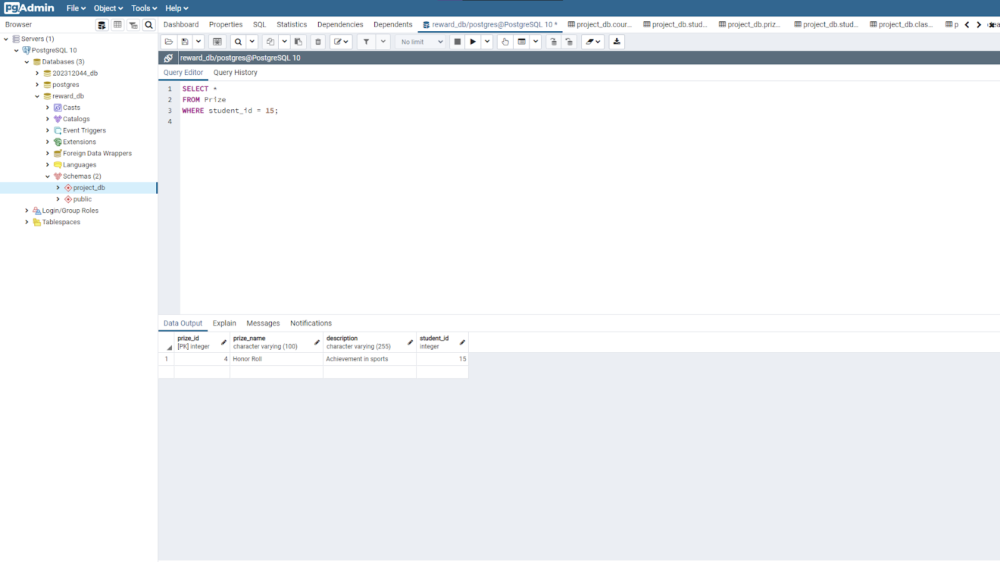 pgAdmin File Object Tools Help
Browser
Dashboard Properties SQL Statistics Dependencies Dependents reward_db/postgres@PostgreSQL 10 * project_db.cour... project_db.stud... project_db.priz... project_db.stud... project_db.clas... p
Servers (1)
PostgreSQL 10
Databases (3)
202312044_db
postgres
reward_db
Casts
Catalogs
Event Triggers
Extensions
Foreign Data Wrappers
Languages
Schemas (2)
project_db
public
Login/Group Roles
Tablespaces
No limit
reward_db/postgres@PostgreSQL 10
Query Editor Query History
1 SELECT *
2 FROM Prize
3 WHERE student_id = 15;
4
Data Output Explain Messages Notifications
prize_id prize_name description student_id
[PK] integer character varying (100) character varying (255) integer
1 4 Honor Roll Achievement in sports 15